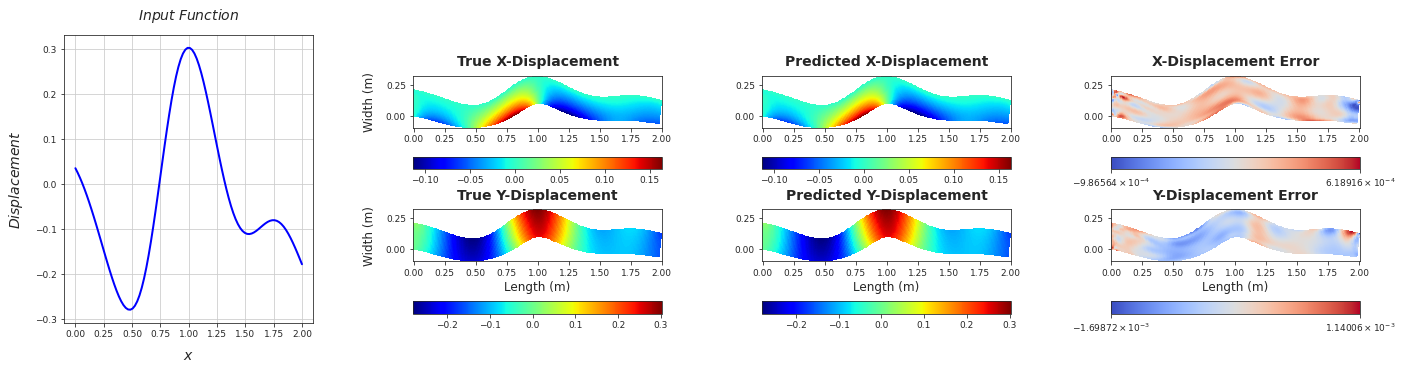 Input Function
Displacement
0.3
0.2
0.1
0.0
−0.1
−0.2
−0.3
0.00 0.25 0.50 0.75 1.00 1.25 1.50 1.75 2.00
x
True X-Displacement
Width (m)
0.25
0.00
0.00 0.25 0.50 0.75 1.00 1.25 1.50 1.75 2.00
−0.10 −0.05 0.00 0.05 0.10 0.15
Predicted X-Displacement
0.25
0.00
0.00 0.25 0.50 0.75 1.00 1.25 1.50 1.75 2.00
−0.10 −0.05 0.00 0.05 0.10 0.15
X-Displacement Error
0.25
0.00
0.00 0.25 0.50 0.75 1.00 1.25 1.50 1.75 2.00
−9.86564 × 10⁻⁴ 6.18916 × 10⁻⁴
True Y-Displacement
Width (m)
0.25
0.00
0.00 0.25 0.50 0.75 1.00 1.25 1.50 1.75 2.00
Length (m)
−0.2 −0.1 0.0 0.1 0.2 0.3
Predicted Y-Displacement
0.25
0.00
0.00 0.25 0.50 0.75 1.00 1.25 1.50 1.75 2.00
Length (m)
−0.2 −0.1 0.0 0.1 0.2 0.3
Y-Displacement Error
0.25
0.00
0.00 0.25 0.50 0.75 1.00 1.25 1.50 1.75 2.00
Length (m)
−1.69872 × 10⁻³ 1.14006 × 10⁻³